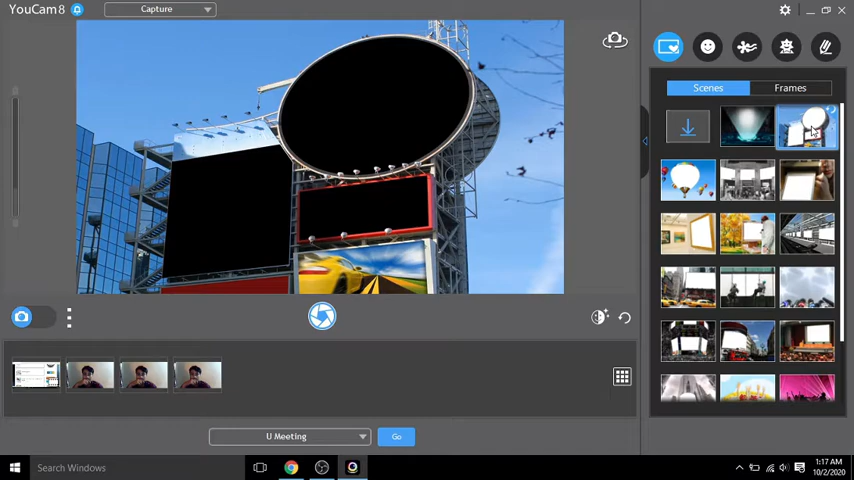 YouCam 8
Capture
Scenes
Frames
U Meeting
Go
Search Windows
1:17 AM
10/2/2020